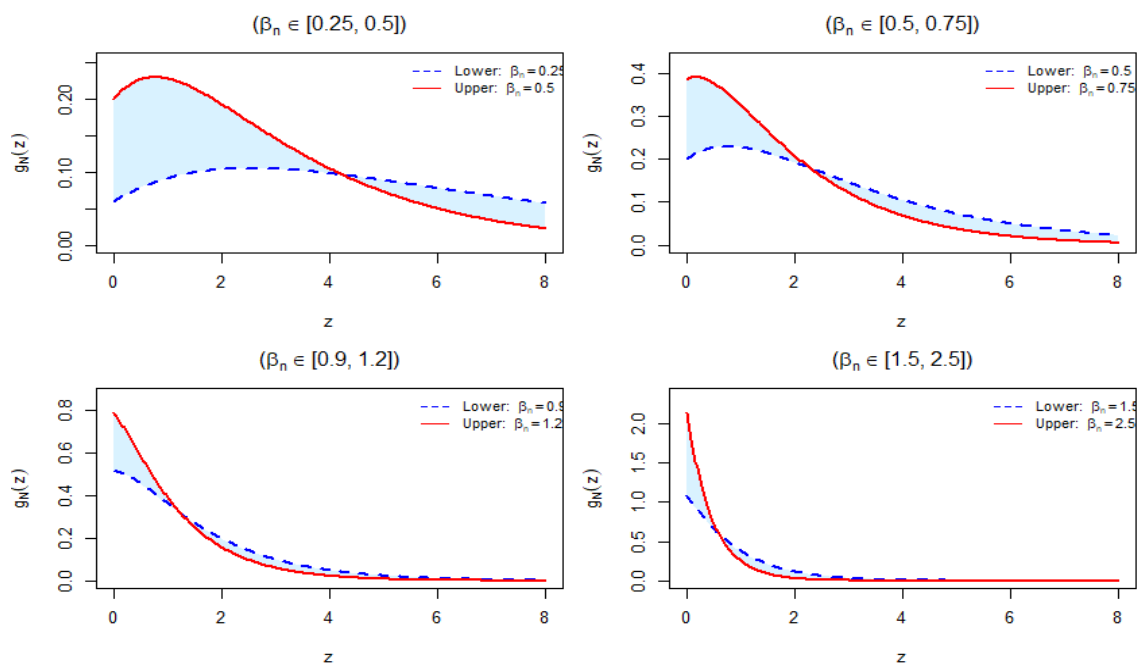 (βₙ ∈ [0.25, 0.5])
g_N(z)
0.00 0.10 0.20
Lower: βₙ=0.25
Upper: βₙ=0.5
0 2 4 6 8
z
(βₙ ∈ [0.5, 0.75])
g_N(z)
0.0 0.1 0.2 0.3 0.4
Lower: βₙ=0.5
Upper: βₙ=0.75
0 2 4 6 8
z
(βₙ ∈ [0.9, 1.2])
g_N(z)
0.0 0.2 0.4 0.6 0.8
Lower: βₙ=0.9
Upper: βₙ=1.2
0 2 4 6 8
z
(βₙ ∈ [1.5, 2.5])
g_N(z)
0.0 0.5 1.0 1.5 2.0
Lower: βₙ=1.5
Upper: βₙ=2.5
0 2 4 6 8
z